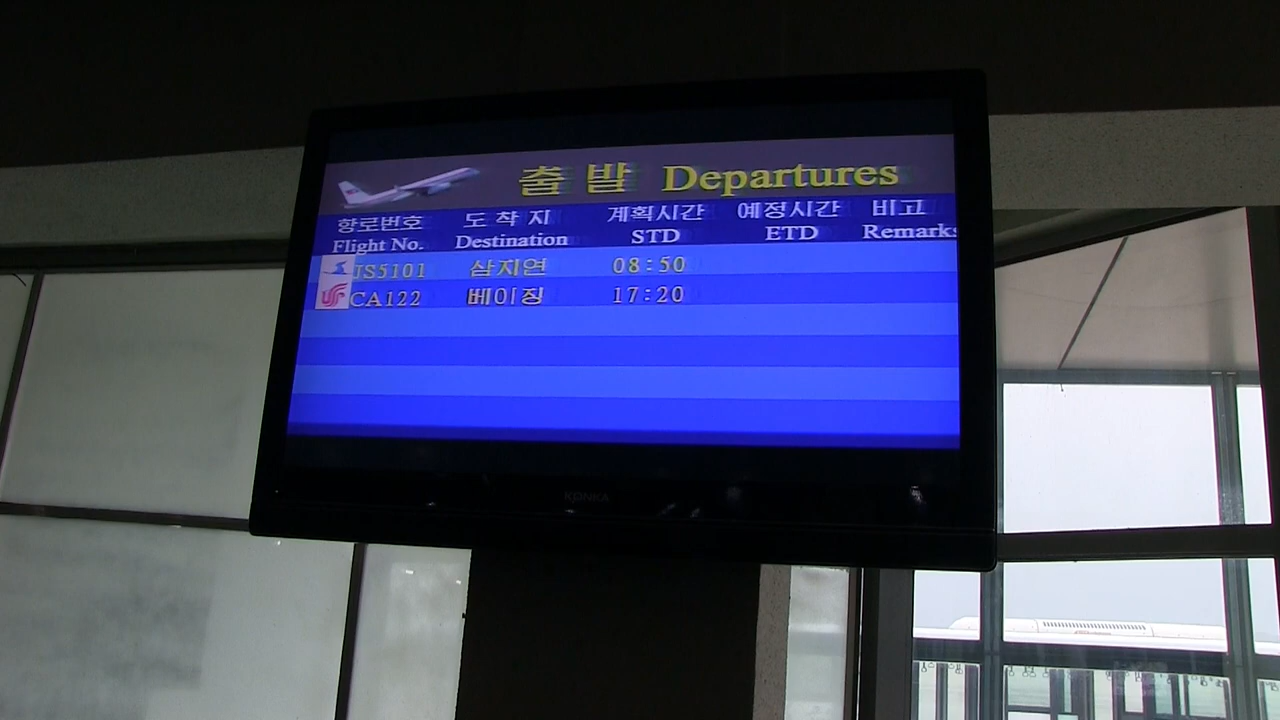 출 발 Departures
항로번호 도 착 지 계획시간 예정시간 비고
Flight No. Destination STD ETD Remarks
JS5101 삼지연 08:50
CA122 베이징 17:20
KONKA